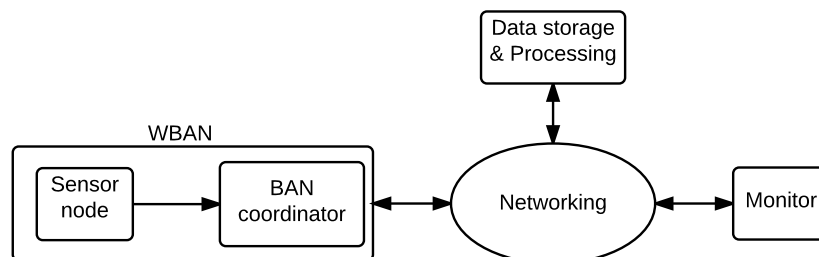 Data storage
& Processing
WBAN
Sensor
node
BAN
coordinator
Networking
Monitor